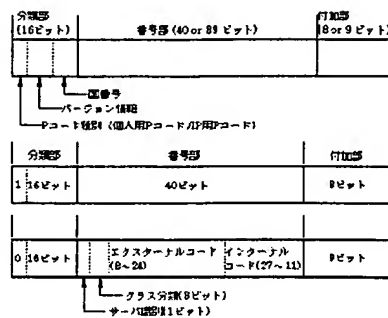 分類部
(16ビット)
番号部 (40 or 89 ビット)
付加部
(8 or 9 ビット)
国番号
バージョン情報
Pコード種別 (個人用Pコード/IP用Pコード)
分類部
番号部
付加部
1
16ビット
40ビット
8ビット
0
16ビット
エクスターナルコード
(8~24)
インターナル
コード(27~11)
9ビット
クラス分類(8ビット)
サーバ識別(1ビット)